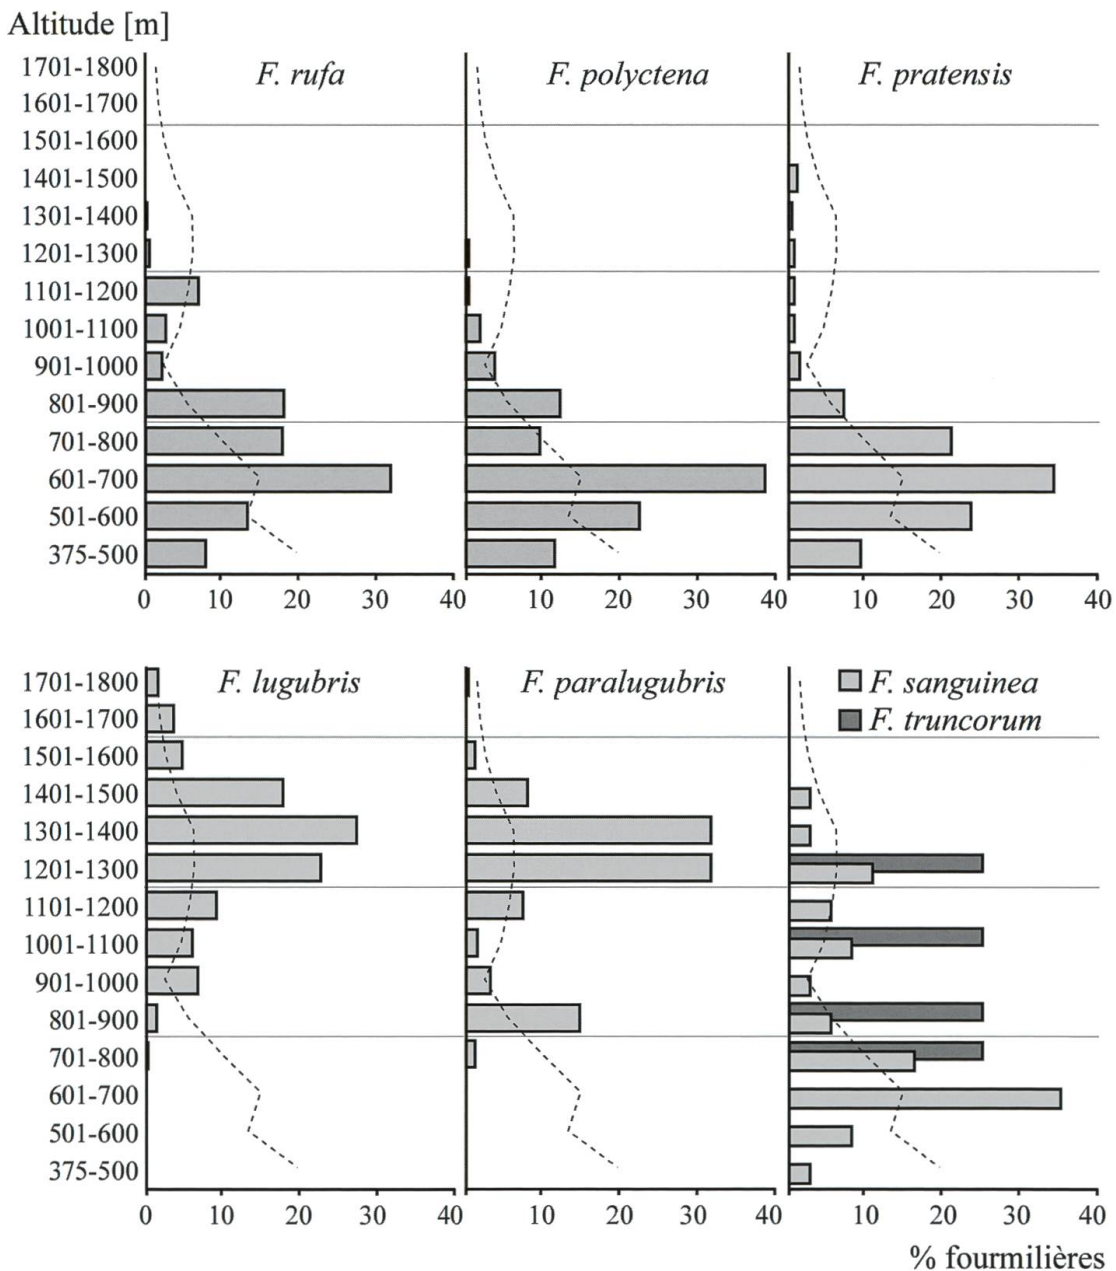 Altitude [m]
1701-1800
1601-1700
1501-1600
1401-1500
1301-1400
1201-1300
1101-1200
1001-1100
901-1000
801-900
701-800
601-700
501-600
375-500
F. rufa
F. polyctena
F. pratensis
0 10 20 30 40 10 20 30 40 10 20 30 40
1701-1800
1601-1700
1501-1600
1401-1500
1301-1400
1201-1300
1101-1200
1001-1100
901-1000
801-900
701-800
601-700
501-600
375-500
F. lugubris
F. paralugubris
F. sanguinea
F. truncorum
0 10 20 30 40 10 20 30 40 10 20 30 40
% fourmilières